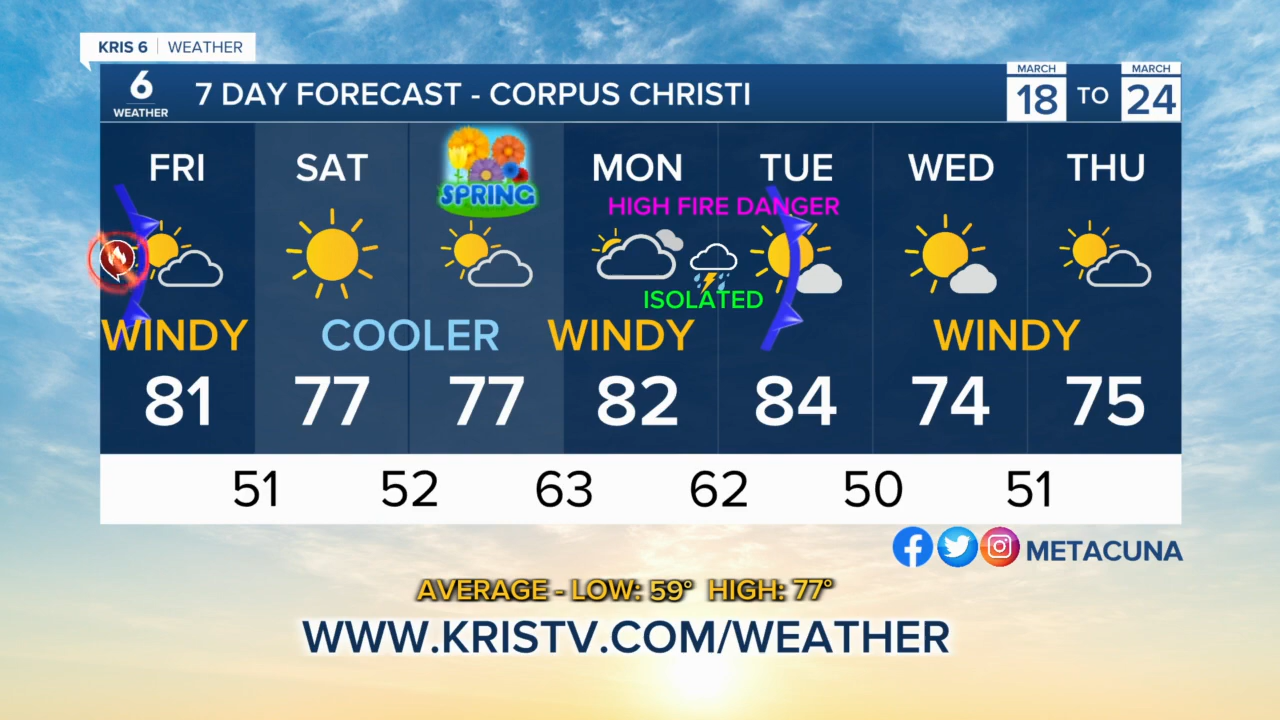 KRIS 6 | WEATHER
6
WEATHER
7 DAY FORECAST - CORPUS CHRISTI
MARCH
18
TO
MARCH
24
FRI
SAT
SPRING
MON
TUE
WED
THU
HIGH FIRE DANGER
ISOLATED
WINDY
COOLER
WINDY
WINDY
81
77
77
82
84
74
75
51
52
63
62
50
51
METACUNA
AVERAGE - LOW: 59° HIGH: 77°
WWW.KRISTV.COM/WEATHER